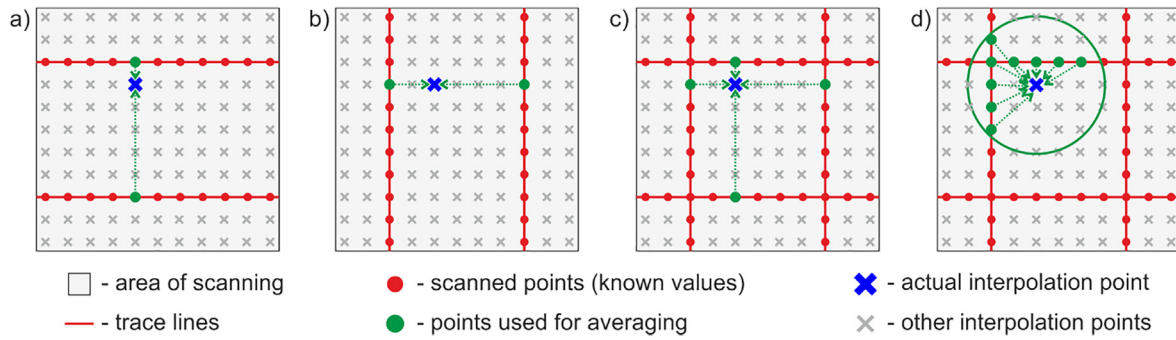 a) b) c) d)
- area of scanning - scanned points (known values) - actual interpolation point
- trace lines - points used for averaging - other interpolation points